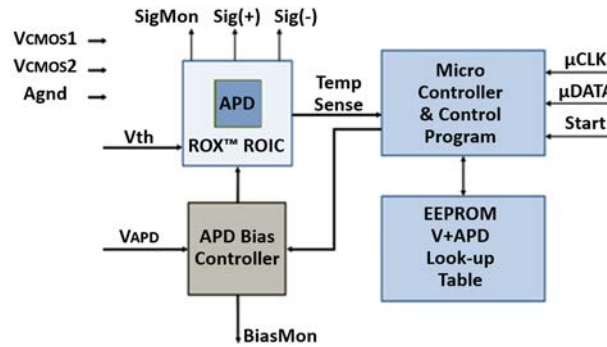 SigMon Sig(+) Sig(-)
VCMOS1
VCMOS2
Agnd
APD
ROX™ ROIC
Vth
Temp
Sense
Micro
Controller
& Control
Program
μCLK
μDATA
Start
VAPD
APD Bias
Controller
EEPROM
V+APD
Look-up
Table
BiasMon